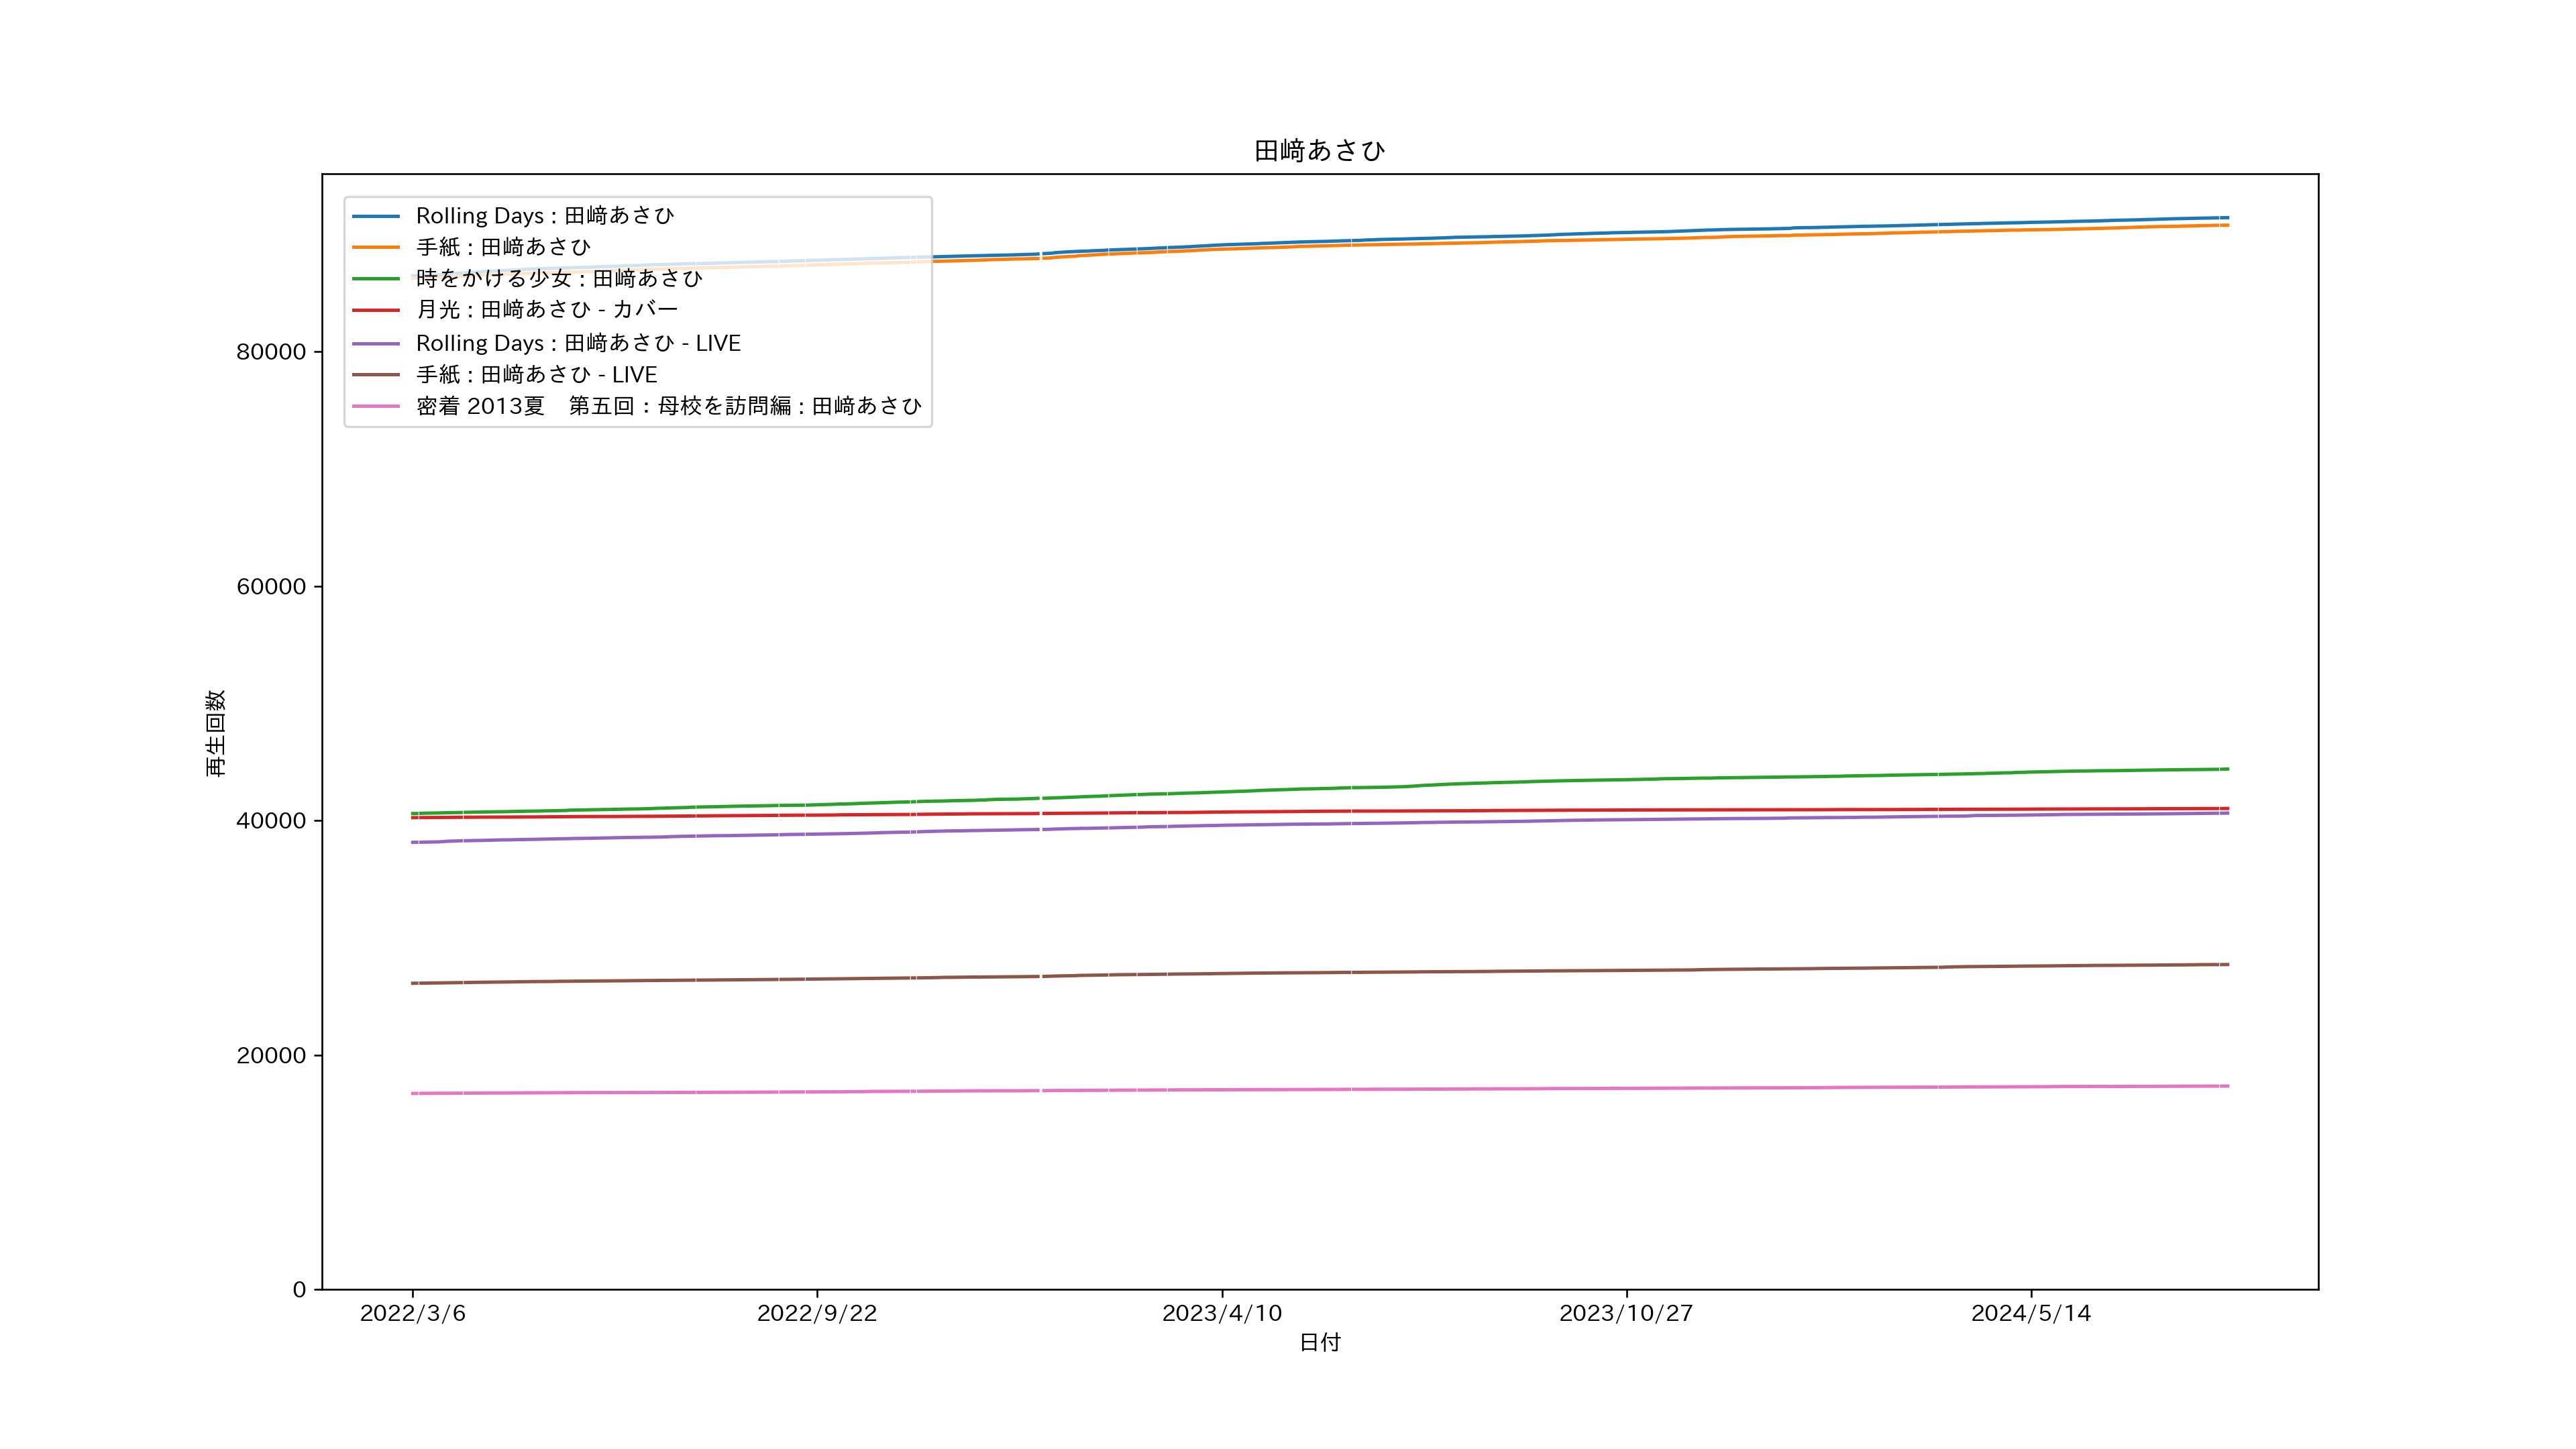 田﨑あさひ
Rolling Days : 田﨑あさひ
手紙 : 田﨑あさひ
時をかける少女 : 田﨑あさひ
月光 : 田﨑あさひ - カバー
Rolling Days : 田﨑あさひ - LIVE
手紙 : 田﨑あさひ - LIVE
密着 2013夏　第五回：母校を訪問編 : 田﨑あさひ
再生回数
80000
60000
40000
20000
0
2022/3/6
2022/9/22
2023/4/10
2023/10/27
2024/5/14
日付